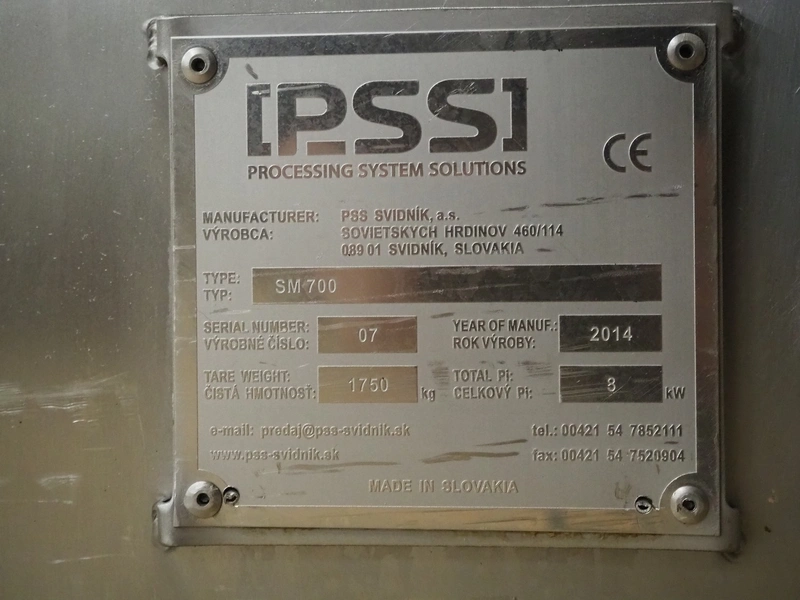 [PSS]
PROCESSING SYSTEM SOLUTIONS
CE
MANUFACTURER: PSS SVIDNÍK, a.s.
VÝROBCA: SOVIETSKYCH HRDINOV 460/114
089 01 SVIDNÍK, SLOVAKIA
TYPE:
TYP: SM 700
SERIAL NUMBER:
VÝROBNÉ ČÍSLO: 07
YEAR OF MANUF.:
ROK VÝROBY: 2014
TARE WEIGHT:
ČISTÁ HMOTNOSŤ: 1750 kg
TOTAL Pi:
CELKOVÝ Pi: 8 kW
e-mail: predaj@pss-svidnik.sk tel.: 00421 54 7852111
www.pss-svidnik.sk fax: 00421 54 7520904
MADE IN SLOVAKIA